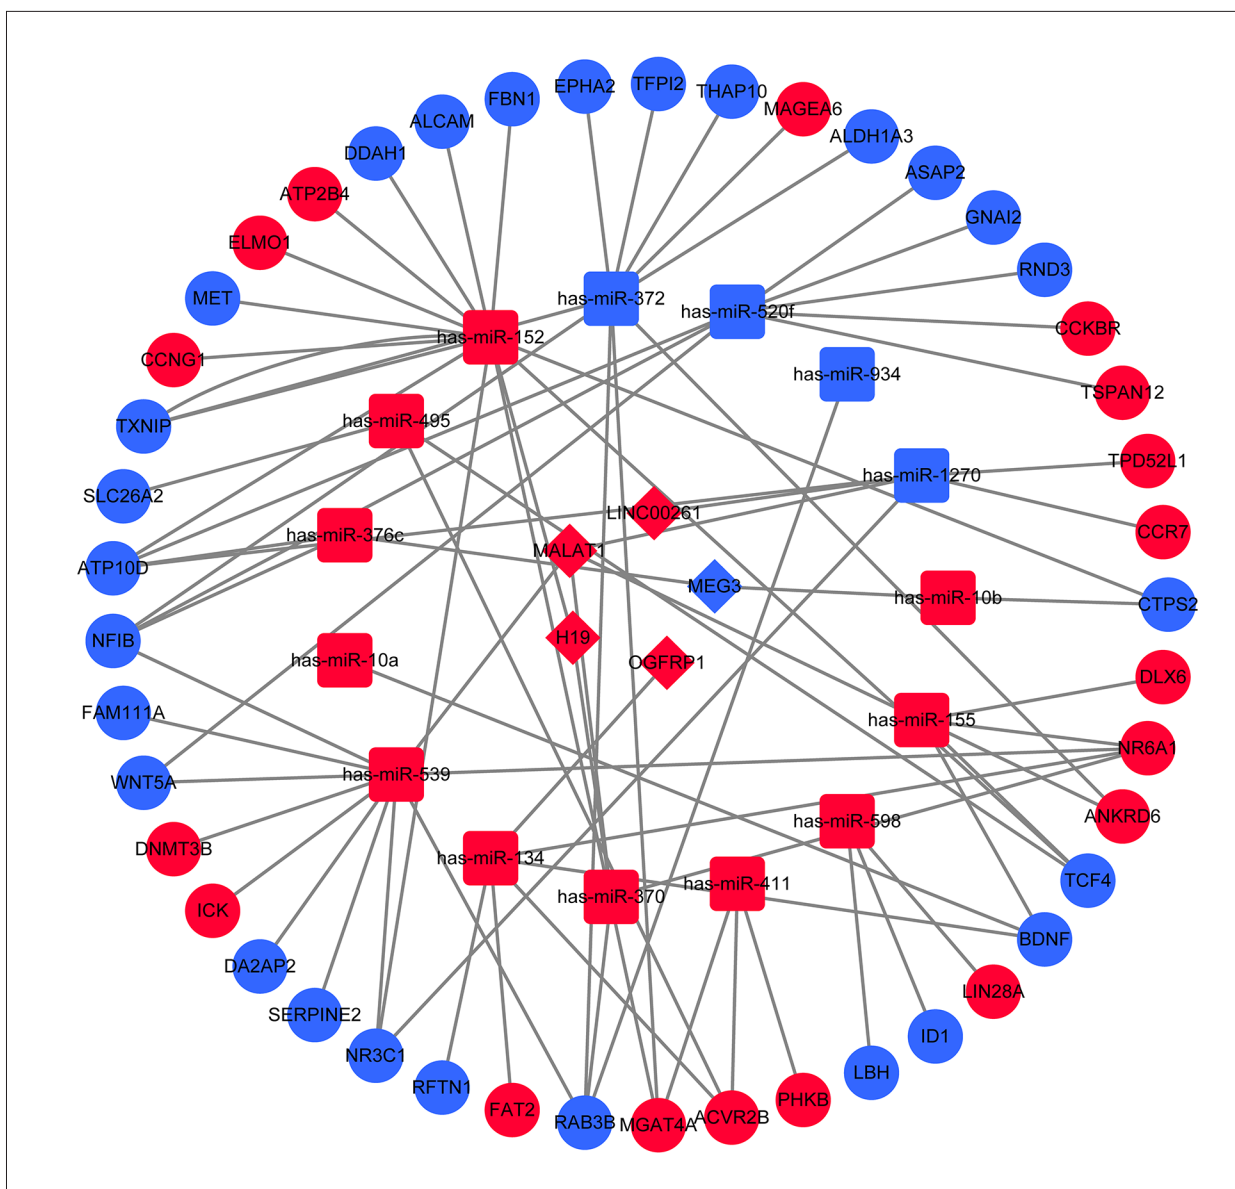 EPHA2
TFPI2
THAP10
FBN1
MAGEA6
ALCAM
ALDH1A3
DDAH1
ASAP2
ATP2B4
GNAI2
ELMO1
RND3
MET
has-miR-372
has-miR-520f
CCKBR
has-miR-152
CCNG1
has-miR-934
TSPAN12
has-miR-495
TXNIP
TPD52L1
has-miR-1270
SLC26A2
LINC00261
CCR7
has-miR-376c
MALAT1
ATP10D
MEG3
has-miR-10b
CTPS2
H19
NFIB
has-miR-10a
OGFRP1
DLX6
FAM111A
has-miR-155
NR6A1
has-miR-539
WNT5A
ANKRD6
has-miR-598
DNMT3B
has-miR-134
TCF4
has-miR-411
has-miR-370
ICK
BDNF
DA2AP2
LIN28A
SERPINE2
ID1
NR3C1
LBH
RFTN1
PHKB
FAT2
ACVR2B
RAB3B
MGAT4A